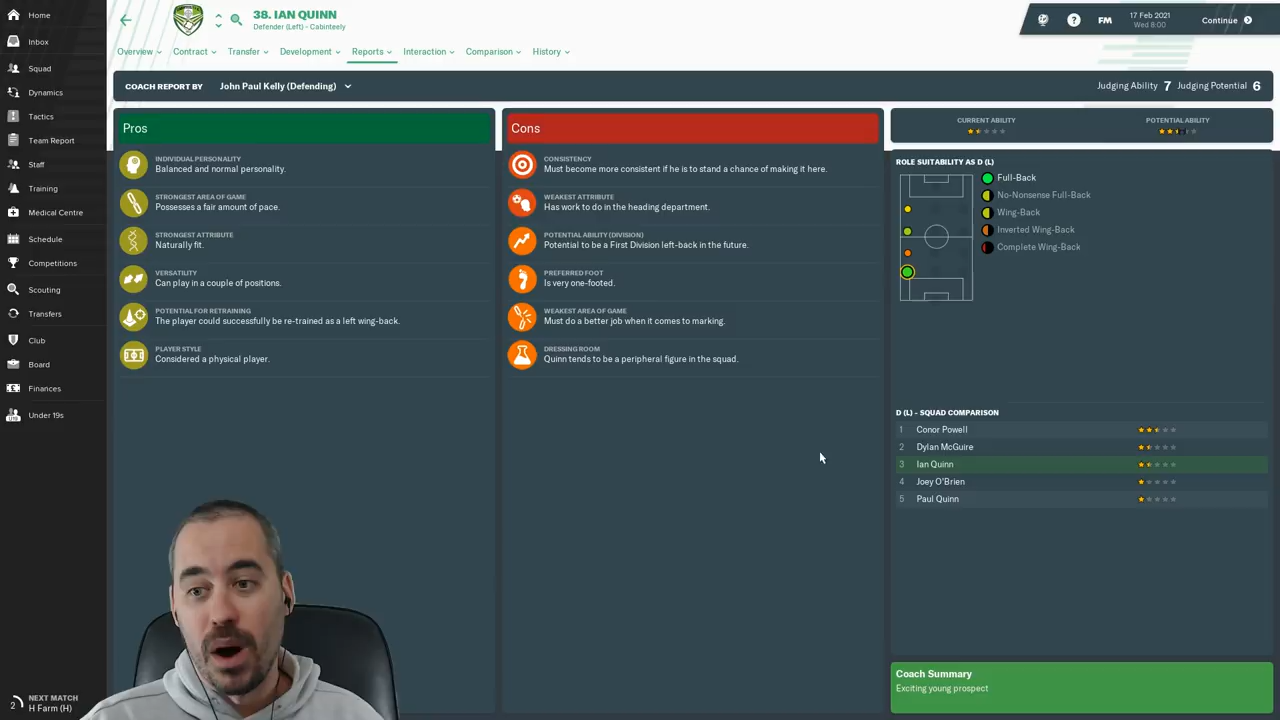 Home
Inbox
Squad
Dynamics
Tactics
Team Report
Staff
Training
Medical Centre
Schedule
Competitions
Scouting
Transfers
Club
Board
Finances
Under 19s
NEXT MATCH
H Farm (H)
38. IAN QUINN
Defender (Left) - Cabinteely
17 Feb 2021
Wed 8:00
FM
Continue
Overview
Contract
Transfer
Development
Reports
Interaction
Comparison
History
COACH REPORT BY John Paul Kelly (Defending)
Judging Ability 7 Judging Potential 6
Pros
INDIVIDUAL PERSONALITY
Balanced and normal personality.
STRONGEST AREA OF GAME
Possesses a fair amount of pace.
STRONGEST ATTRIBUTE
Naturally fit.
VERSATILITY
Can play in a couple of positions.
POTENTIAL FOR RETRAINING
The player could successfully be re-trained as a left wing-back.
PLAYER STYLE
Considered a physical player.
Cons
CONSISTENCY
Must become more consistent if he is to stand a chance of making it here.
WEAKEST ATTRIBUTE
Has work to do in the heading department.
POTENTIAL ABILITY (DIVISION)
Potential to be a First Division left-back in the future.
PREFERRED FOOT
Is very one-footed.
WEAKEST AREA OF GAME
Must do a better job when it comes to marking.
DRESSING ROOM
Quinn tends to be a peripheral figure in the squad.
CURRENT ABILITY
POTENTIAL ABILITY
ROLE SUITABILITY AS D (L)
Full-Back
No-Nonsense Full-Back
Wing-Back
Inverted Wing-Back
Complete Wing-Back
D (L) - SQUAD COMPARISON
1 Conor Powell
2 Dylan McGuire
3 Ian Quinn
4 Joey O'Brien
5 Paul Quinn
Coach Summary
Exciting young prospect